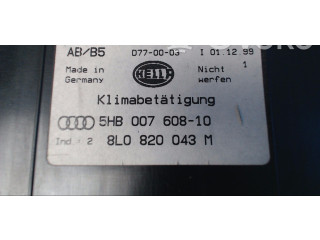 AB/B5 D77-00-03 I 01.12.99
Made in Germany
HELLA
Nicht werfen
1
Klimabetätigung
5HB 007 608-10
Ind. 2 8L0 820 043 M